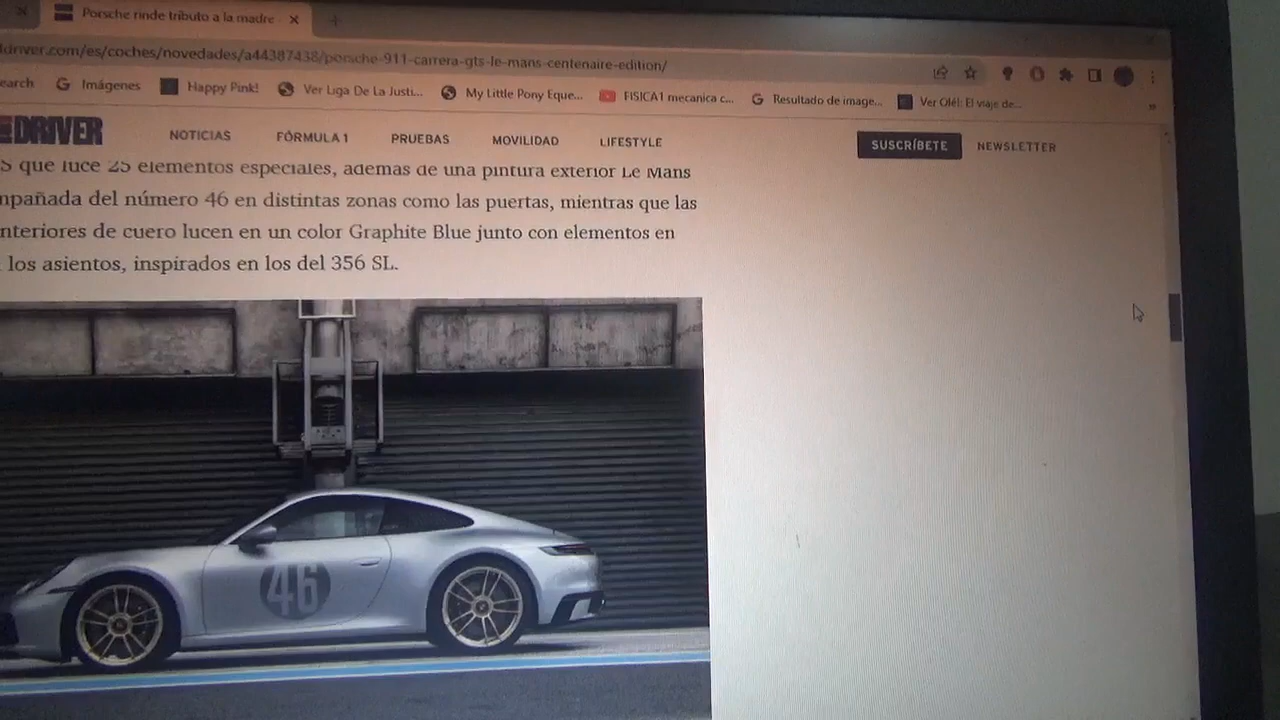 Porsche rinde tributo a la madre
driver.com/es/coches/novedades/a44387438/porsche-911-carrera-gts-le-mans-centenaire-edition/
earch Imágenes Happy Pink! Ver Liga De La Justi... My Little Pony Eque... FISICA1 mecanica c... Resultado de image... Ver Olé!: El viaje de...
DRIVER NOTICIAS FÓRMULA 1 PRUEBAS MOVILIDAD LIFESTYLE SUSCRÍBETE NEWSLETTER
S que luce 25 elementos especiales, además de una pintura exterior Le Mans
mpañada del número 46 en distintas zonas como las puertas, mientras que las
nteriores de cuero lucen en un color Graphite Blue junto con elementos en
los asientos, inspirados en los del 356 SL.
46